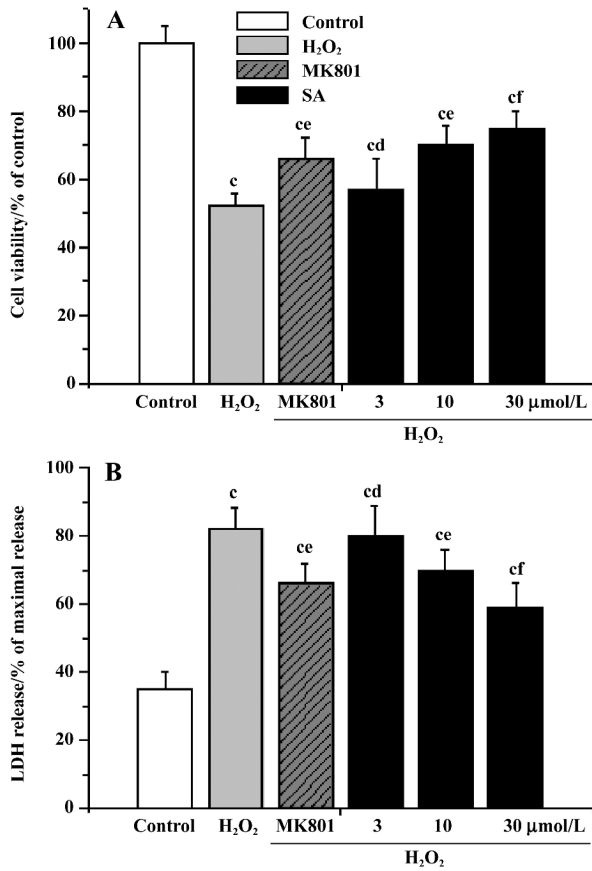 A
Control
H₂O₂
MK801
SA
Cell viability/% of control
100
80
60
40
20
0
c
ce
cd
ce
cf
Control H₂O₂ MK801 3 10 30 μmol/L
H₂O₂
B
LDH release/% of maximal release
100
80
60
40
20
0
c
ce
cd
ce
cf
Control H₂O₂ MK801 3 10 30 μmol/L
H₂O₂